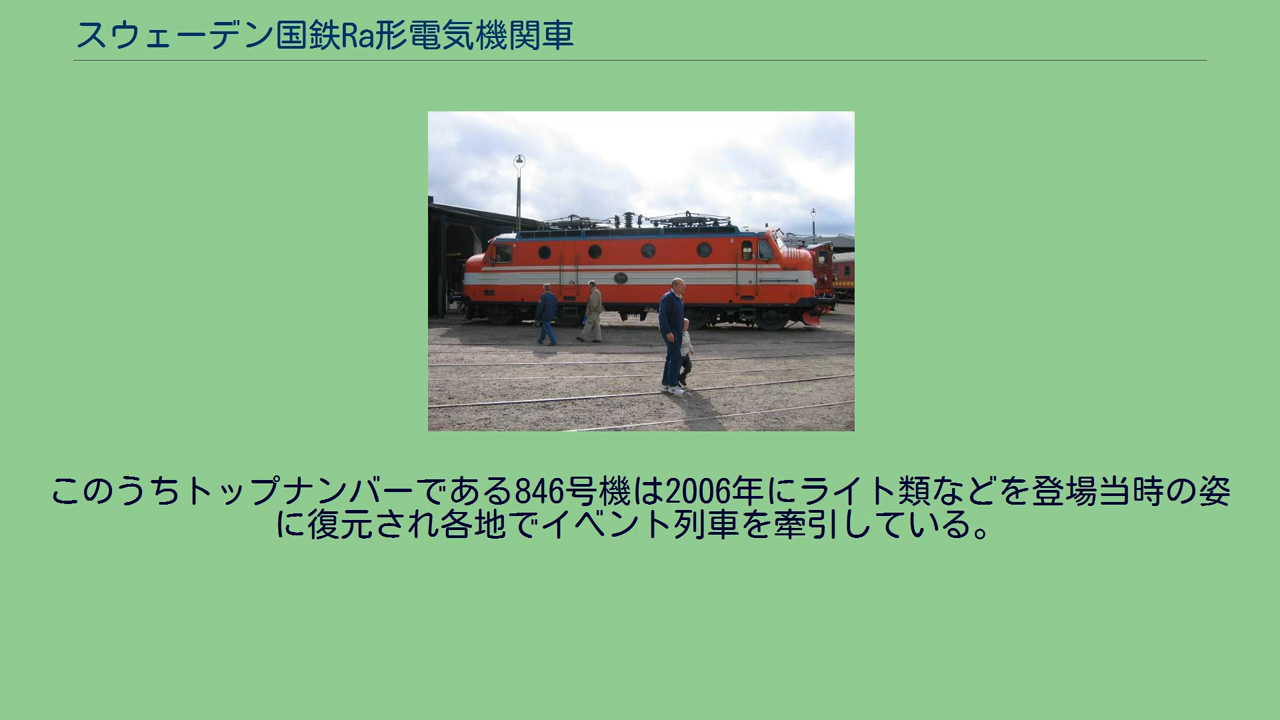 スウェーデン国鉄Ra形電気機関車
このうちトップナンバーである846号機は2006年にライト類などを登場当時の姿
に復元され各地でイベント列車を牽引している。